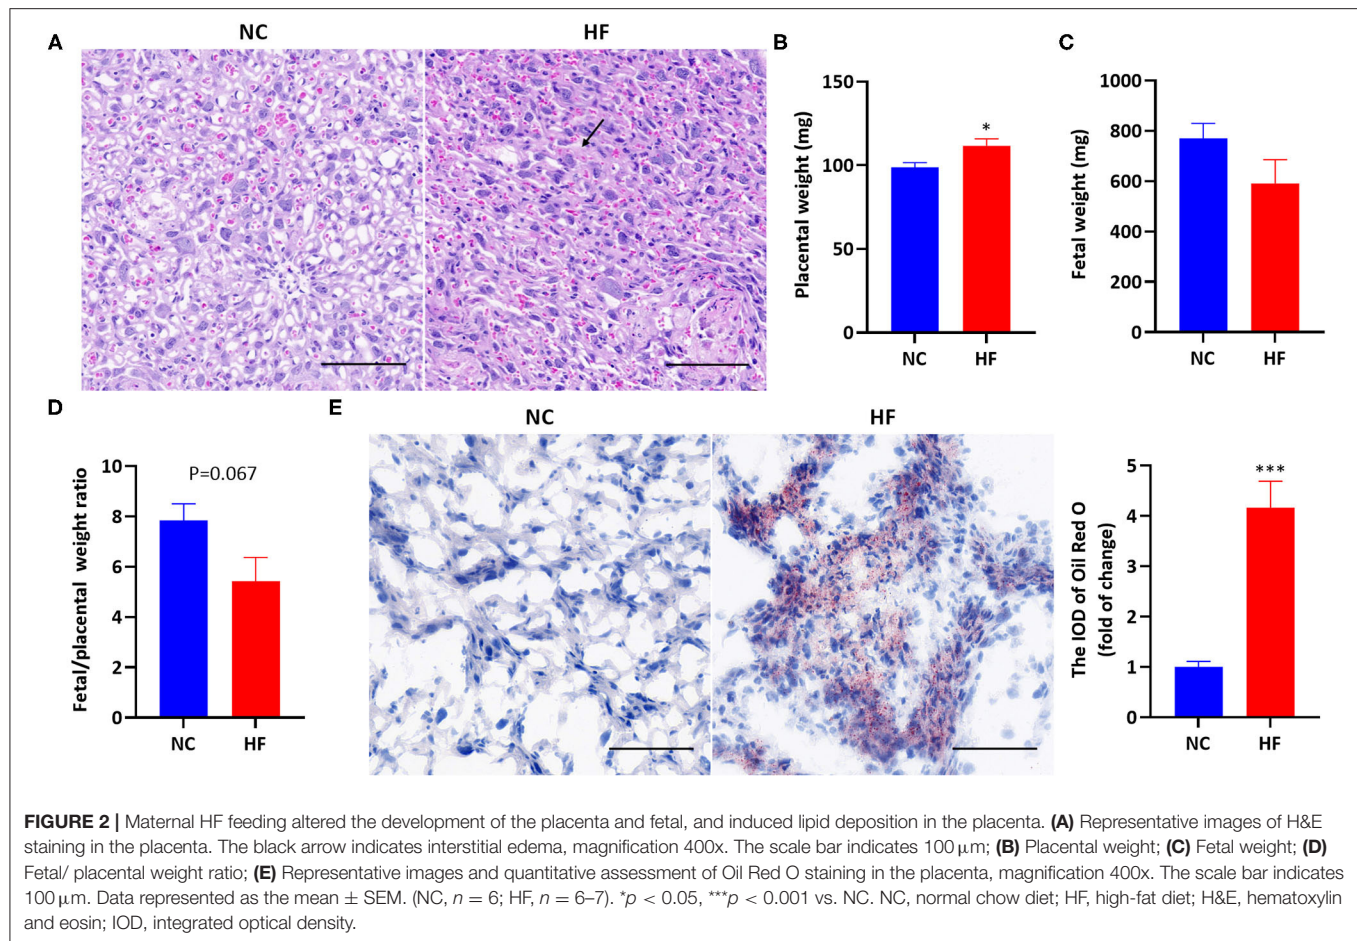 A
NC
HF
B
Placental weight (mg)
150
100
50
0
*
NC
HF
C
Fetal weight (mg)
1000
800
600
400
200
0
NC
HF
D
Fetal/placental weight ratio
10
8
6
4
2
0
P=0.067
NC
HF
E
NC
HF
The IOD of Oil Red O
(fold of change)
5
4
3
2
1
0
***
NC
HF
FIGURE 2 | Maternal HF feeding altered the development of the placenta and fetal, and induced lipid deposition in the placenta. (A) Representative images of H&E
staining in the placenta. The black arrow indicates interstitial edema, magnification 400x. The scale bar indicates 100 μm; (B) Placental weight; (C) Fetal weight; (D)
Fetal/ placental weight ratio; (E) Representative images and quantitative assessment of Oil Red O staining in the placenta, magnification 400x. The scale bar indicates
100 μm. Data represented as the mean ± SEM. (NC, n = 6; HF, n = 6–7). *p < 0.05, ***p < 0.001 vs. NC. NC, normal chow diet; HF, high-fat diet; H&E, hematoxylin
and eosin; IOD, integrated optical density.